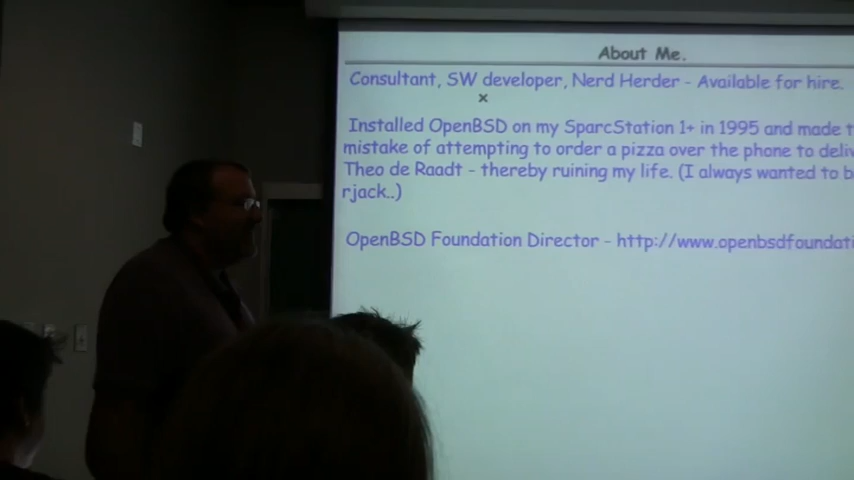 About Me.
Consultant, SW developer, Nerd Herder - Available for hire.
Installed OpenBSD on my SparcStation 1+ in 1995 and made t
mistake of attempting to order a pizza over the phone to deliv
Theo de Raadt - thereby ruining my life. (I always wanted to b
rjack..)
OpenBSD Foundation Director - http://www.openbsdfoundati